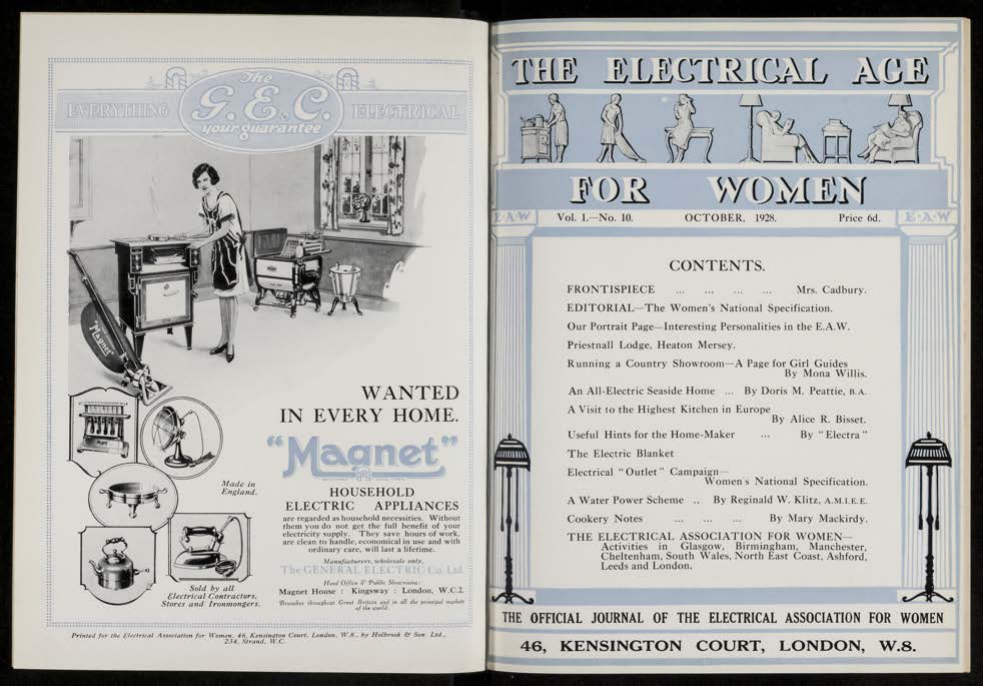 The
EVERYTHING G.E.C. ELECTRICAL
your guarantee
Magnet
WANTED
IN EVERY HOME.
"Magnet"
Made in
England.
HOUSEHOLD
ELECTRIC APPLIANCES
are regarded as household necessities. Without
them you do not get the full benefit of your
electricity supply. They save hours of work,
are clean to handle, economical in use and with
ordinary care, will last a lifetime.
Manufacturers, wholesale only,
The GENERAL ELECTRIC Co. Ltd.
Head Office & Public Showrooms:
Magnet House : Kingsway : London, W.C.2.
Branches throughout Great Britain and in all the principal markets
of the world.
Sold by all
Electrical Contractors,
Stores and Ironmongers.
Printed for the Electrical Association for Women, 46, Kensington Court, London, W.8., by Holbrook & Son Ltd.,
234, Strand, W.C.
THE ELECTRICAL AGE
FOR WOMEN
E·A·W Vol. 1.—No. 10. OCTOBER, 1928. Price 6d. E·A·W
CONTENTS.
FRONTISPIECE ... ... ... ... Mrs. Cadbury.
EDITORIAL—The Women's National Specification.
Our Portrait Page—Interesting Personalities in the E.A.W.
Priestnall Lodge, Heaton Mersey.
Running a Country Showroom—A Page for Girl Guides
By Mona Willis.
An All-Electric Seaside Home ... By Doris M. Peattie, B.A.
A Visit to the Highest Kitchen in Europe
By Alice R. Bisset.
Useful Hints for the Home-Maker ... By "Electra"
The Electric Blanket
Electrical "Outlet" Campaign—
Women's National Specification.
A Water Power Scheme .. By Reginald W. Klitz, A.M.I.E.E.
Cookery Notes ... ... ... By Mary Mackirdy.
THE ELECTRICAL ASSOCIATION FOR WOMEN—
Activities in Glasgow, Birmingham, Manchester,
Cheltenham, South Wales, North East Coast, Ashford,
Leeds and London.
THE OFFICIAL JOURNAL OF THE ELECTRICAL ASSOCIATION FOR WOMEN
46, KENSINGTON COURT, LONDON, W.8.